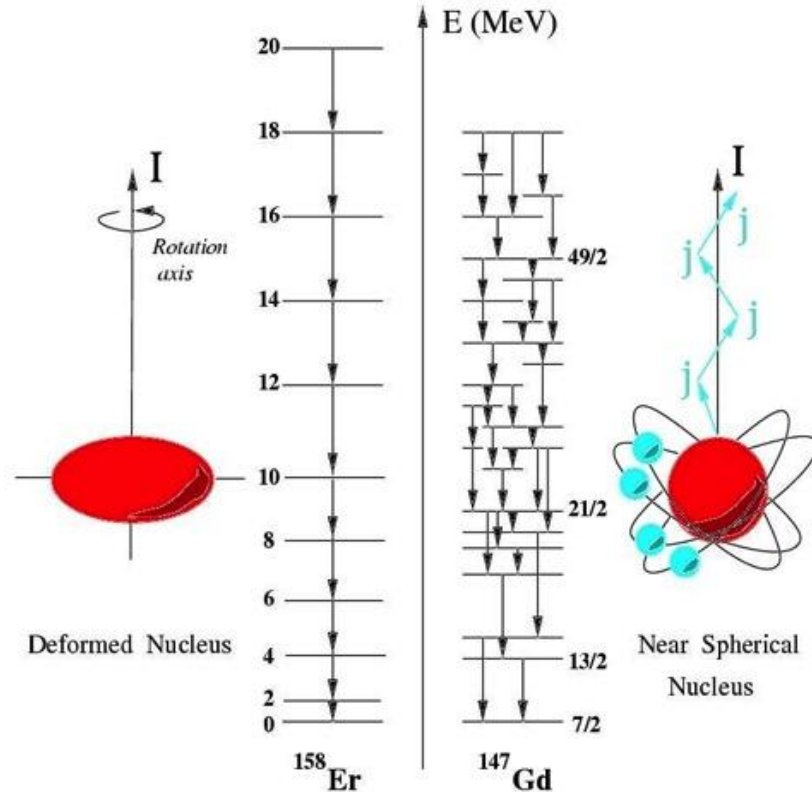 E (MeV)
20
18
16
14
12
10
8
6
4
2
0
I
Rotation
axis
Deformed Nucleus
158Er
49/2
21/2
13/2
7/2
147Gd
I
j
j
j
j
Near Spherical
Nucleus